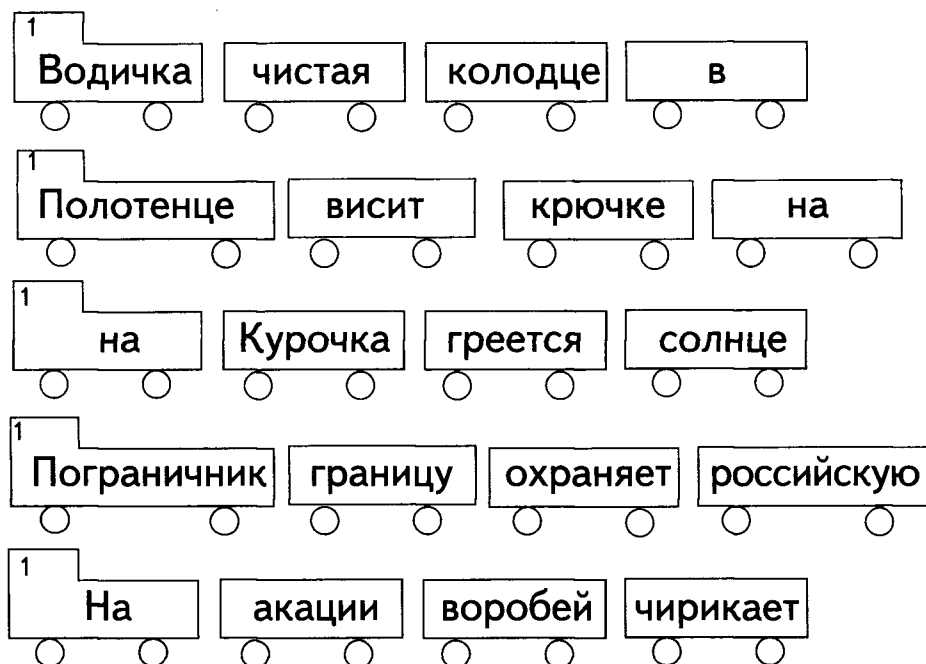 1
Водичка чистая колодце в
1
Полотенце висит крючке на
1
на Курочка греется солнце
1
Пограничник границу охраняет российскую
1
На акации воробей чирикает